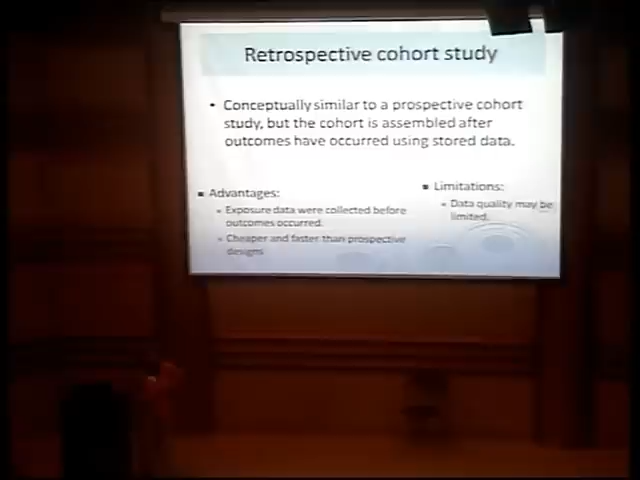 Retrospective cohort study
• Conceptually similar to a prospective cohort
study, but the cohort is assembled after
outcomes have occurred using stored data.
▪ Advantages:
Exposure data were collected before
outcomes occurred.
Cheaper and faster than prospective
designs
▪ Limitations:
Data quality may be
limited.